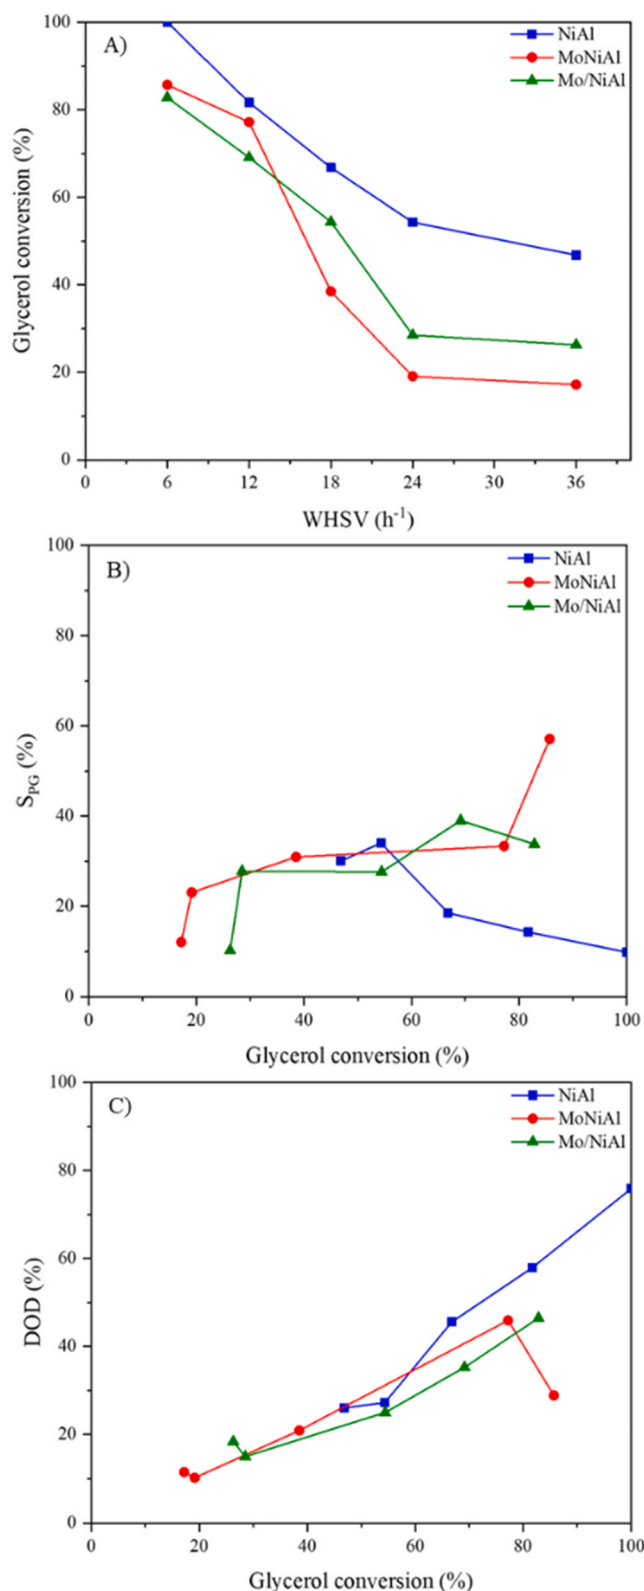 A)
NiAl
MoNiAl
Mo/NiAl
100
80
60
40
20
0
Glycerol conversion (%)
0 6 12 18 24 30 36
WHSV (h⁻¹)
B)
NiAl
MoNiAl
Mo/NiAl
100
80
60
40
20
0
S_PG (%)
0 20 40 60 80 100
Glycerol conversion (%)
C)
NiAl
MoNiAl
Mo/NiAl
100
80
60
40
20
0
DOD (%)
0 20 40 60 80 100
Glycerol conversion (%)